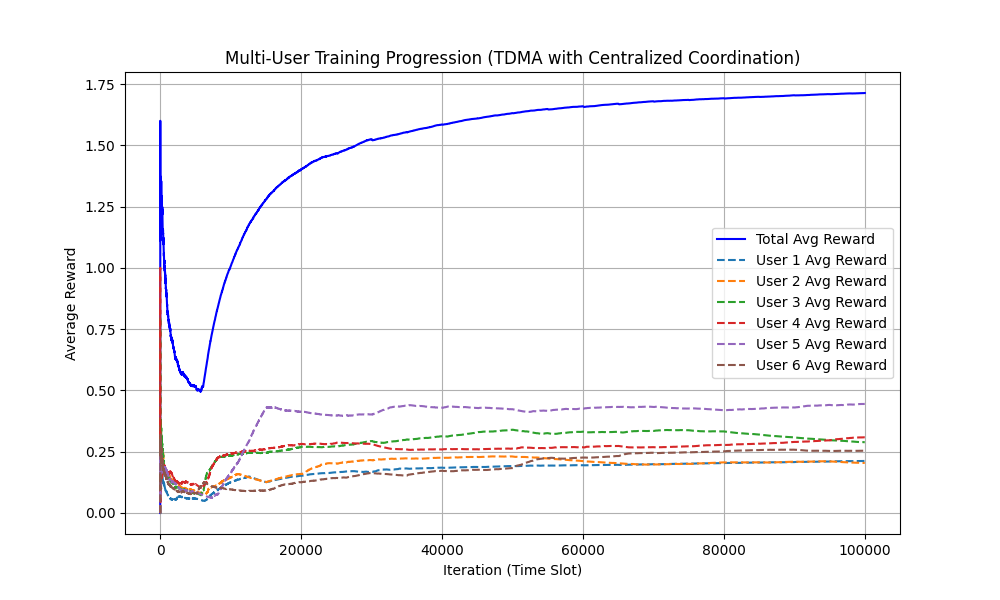 Multi-User Training Progression (TDMA with Centralized Coordination)
1.75
1.50
1.25
1.00
0.75
0.50
0.25
0.00
Average Reward
Total Avg Reward
User 1 Avg Reward
User 2 Avg Reward
User 3 Avg Reward
User 4 Avg Reward
User 5 Avg Reward
User 6 Avg Reward
0 20000 40000 60000 80000 100000
Iteration (Time Slot)